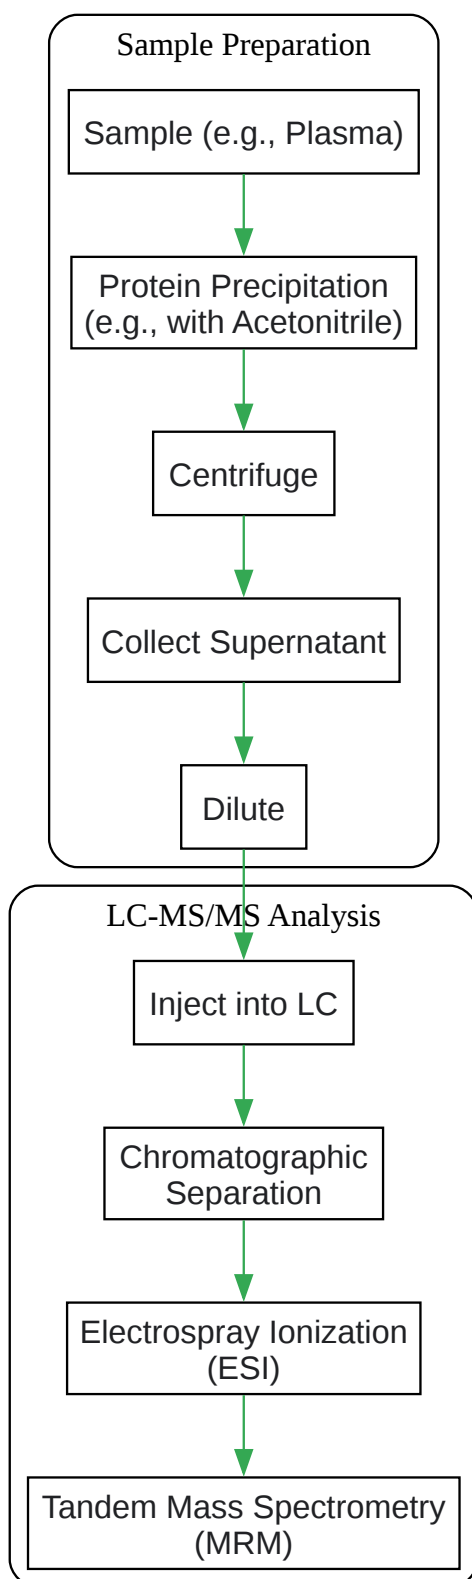 Sample Preparation
Sample (e.g., Plasma)
Protein Precipitation
(e.g., with Acetonitrile)
Centrifuge
Collect Supernatant
Dilute
LC-MS/MS Analysis
Inject into LC
Chromatographic
Separation
Electrospray Ionization
(ESI)
Tandem Mass Spectrometry
(MRM)